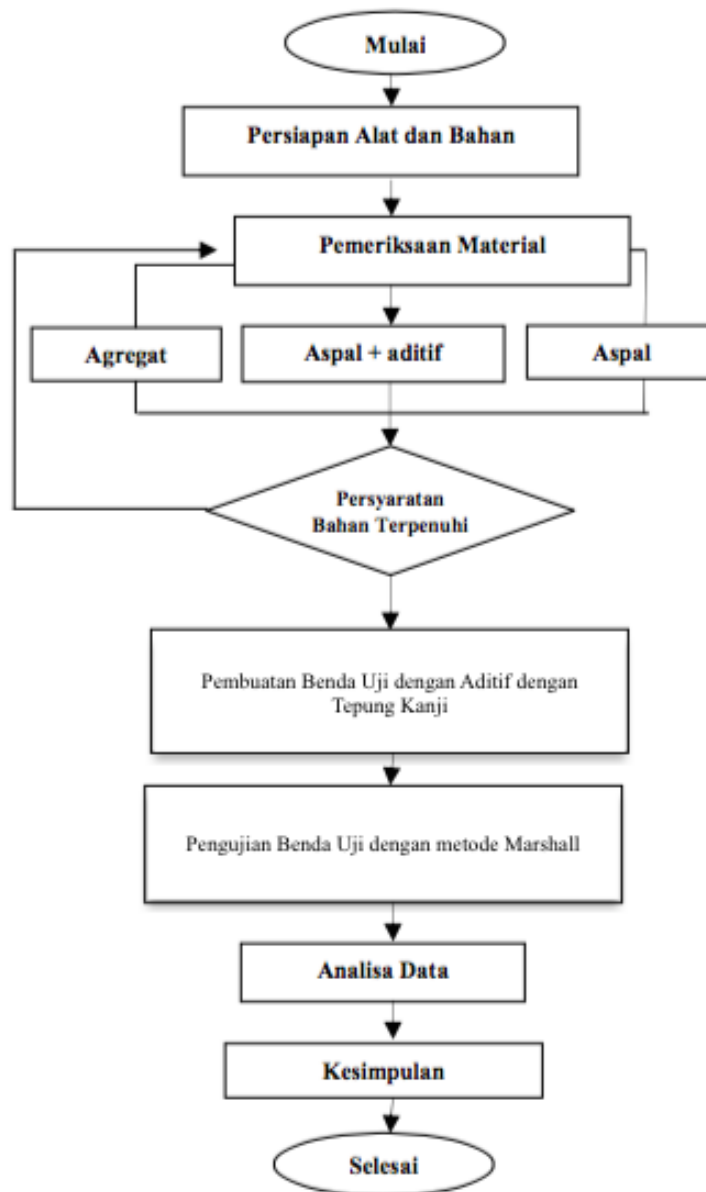 Mulai
Persiapan Alat dan Bahan
Pemeriksaan Material
Agregat
Aspal + aditif
Aspal
Persyaratan
Bahan Terpenuhi
Pembuatan Benda Uji dengan Aditif dengan
Tepung Kanji
Pengujian Benda Uji dengan metode Marshall
Analisa Data
Kesimpulan
Selesai